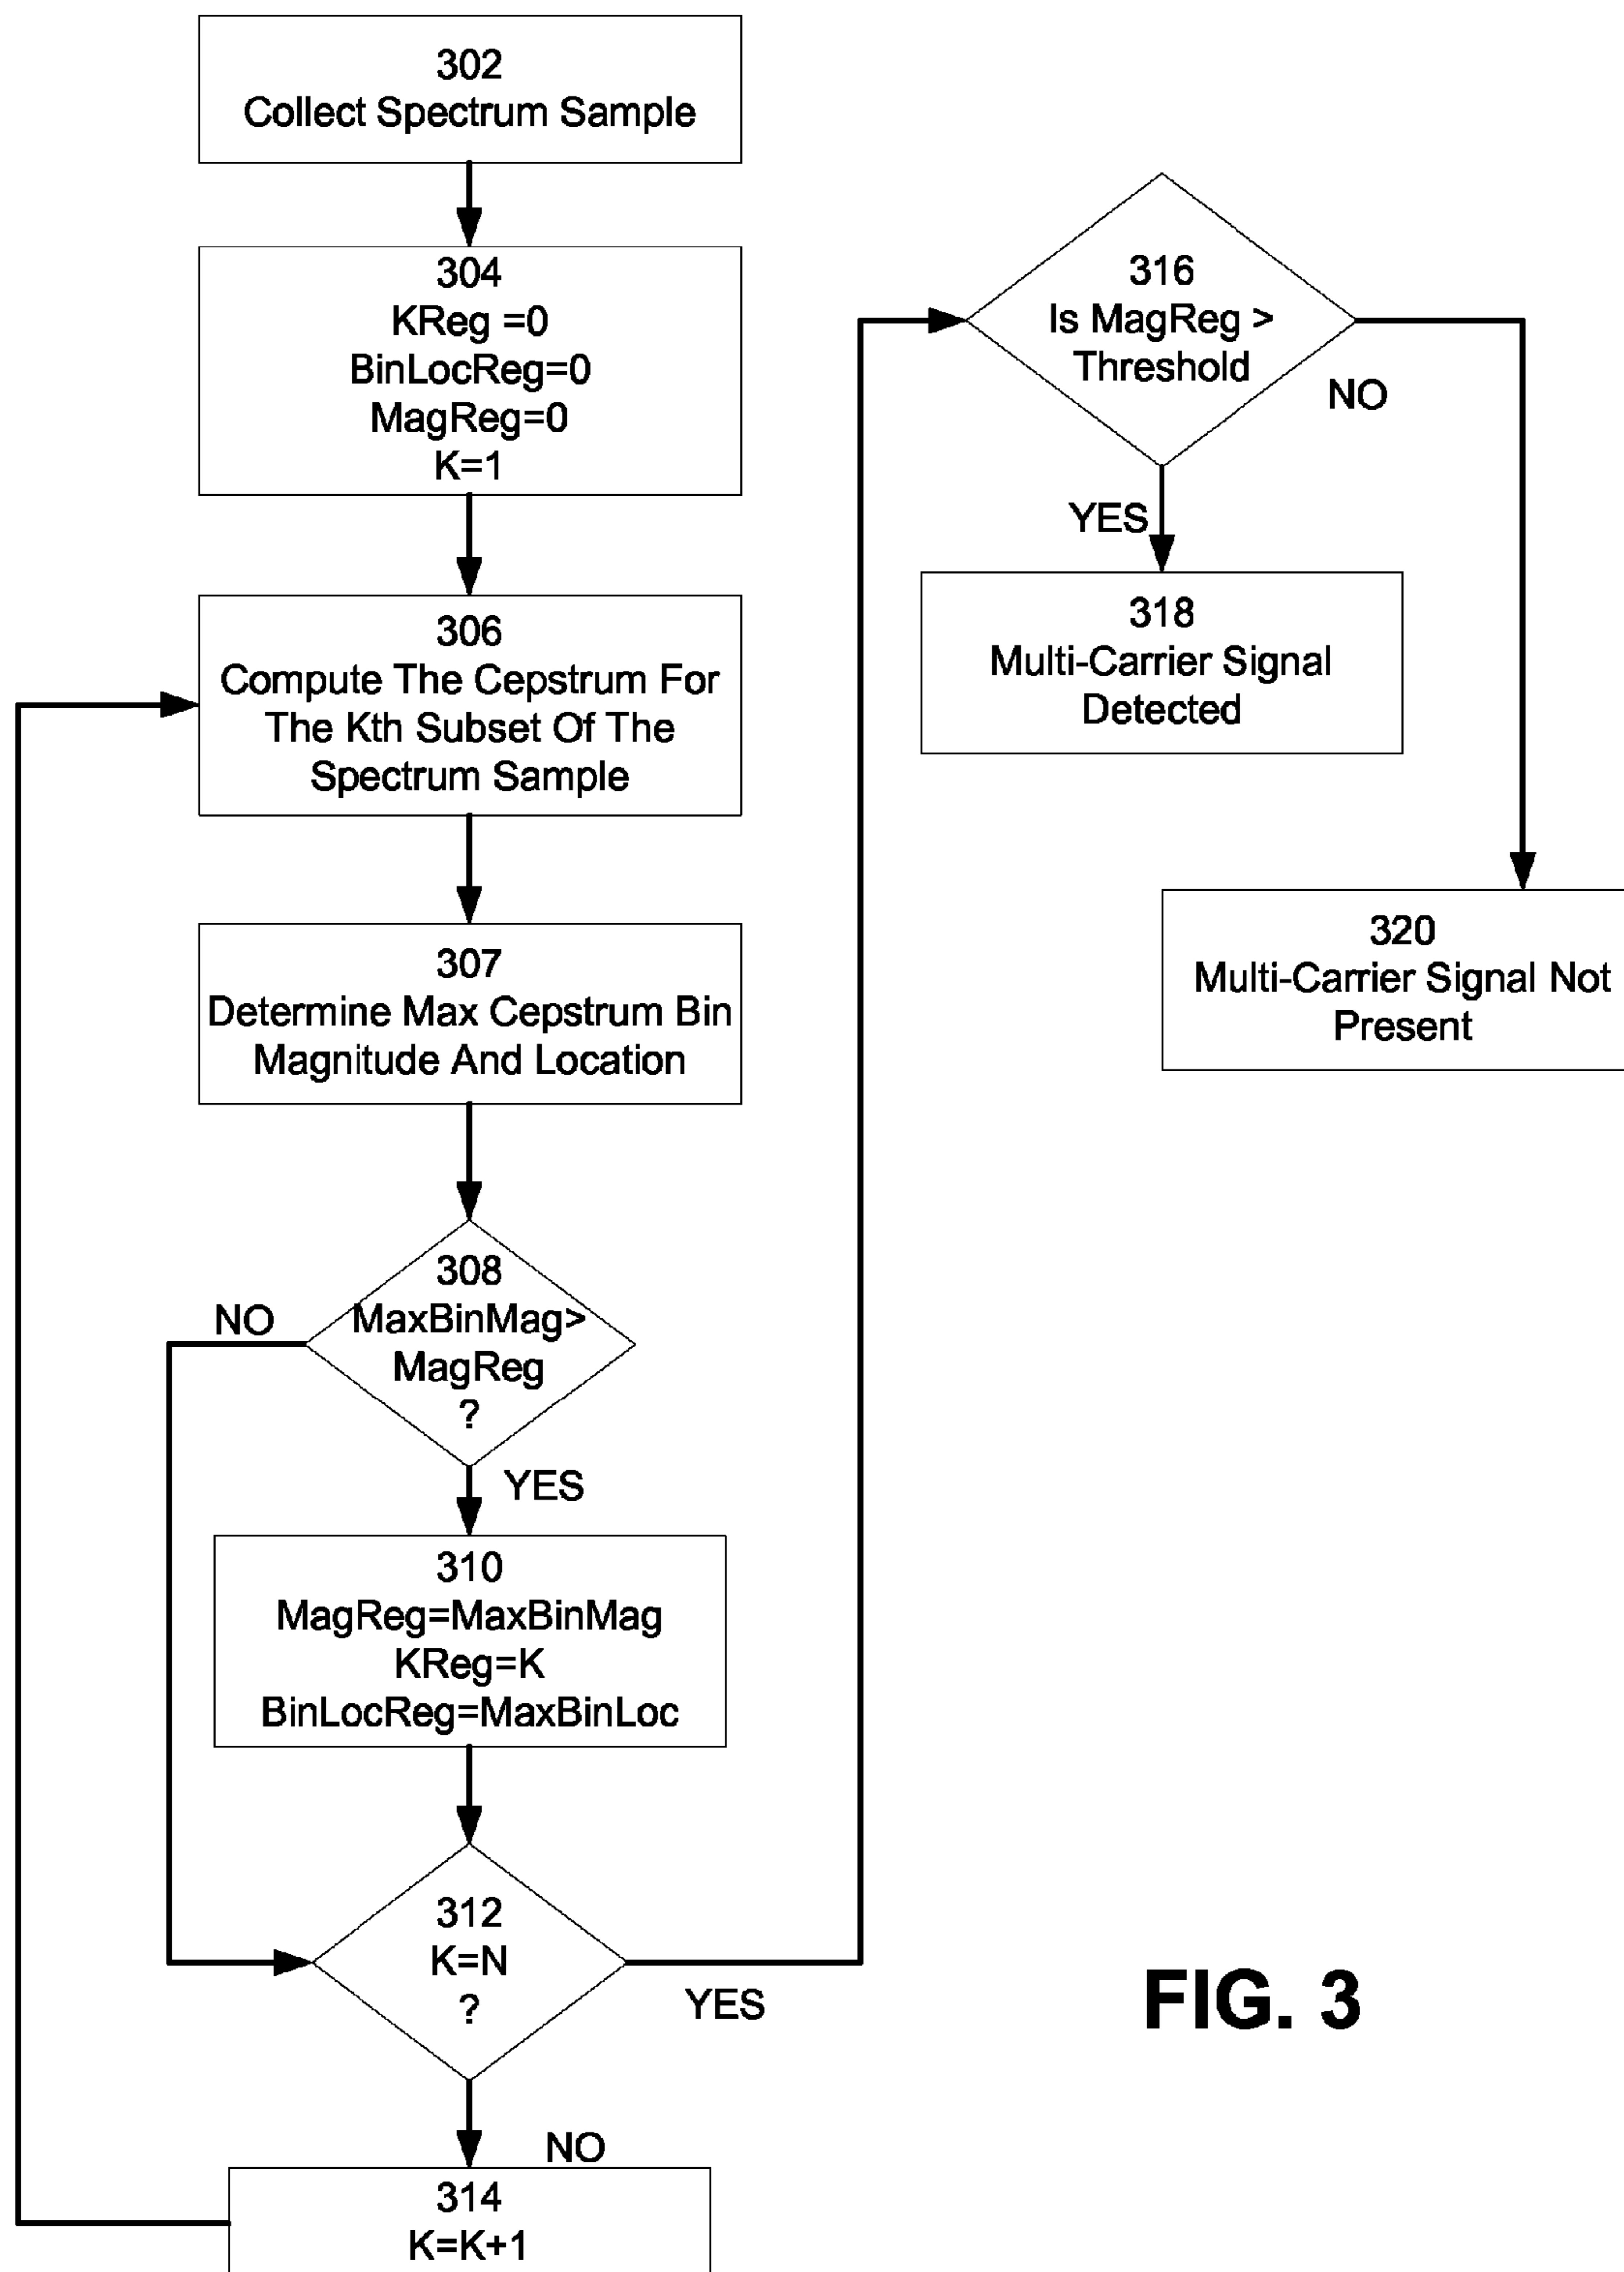 302
Collect Spectrum Sample
304
KReg =0
BinLocReg=0
MagReg=0
K=1
306
Compute The Cepstrum For
The Kth Subset Of The
Spectrum Sample
307
Determine Max Cepstrum Bin
Magnitude And Location
308
MaxBinMag>
MagReg
?
NO
YES
310
MagReg=MaxBinMag
KReg=K
BinLocReg=MaxBinLoc
312
K=N
?
YES
NO
314
K=K+1
316
Is MagReg >
Threshold
NO
YES
318
Multi-Carrier Signal
Detected
320
Multi-Carrier Signal Not
Present
FIG. 3